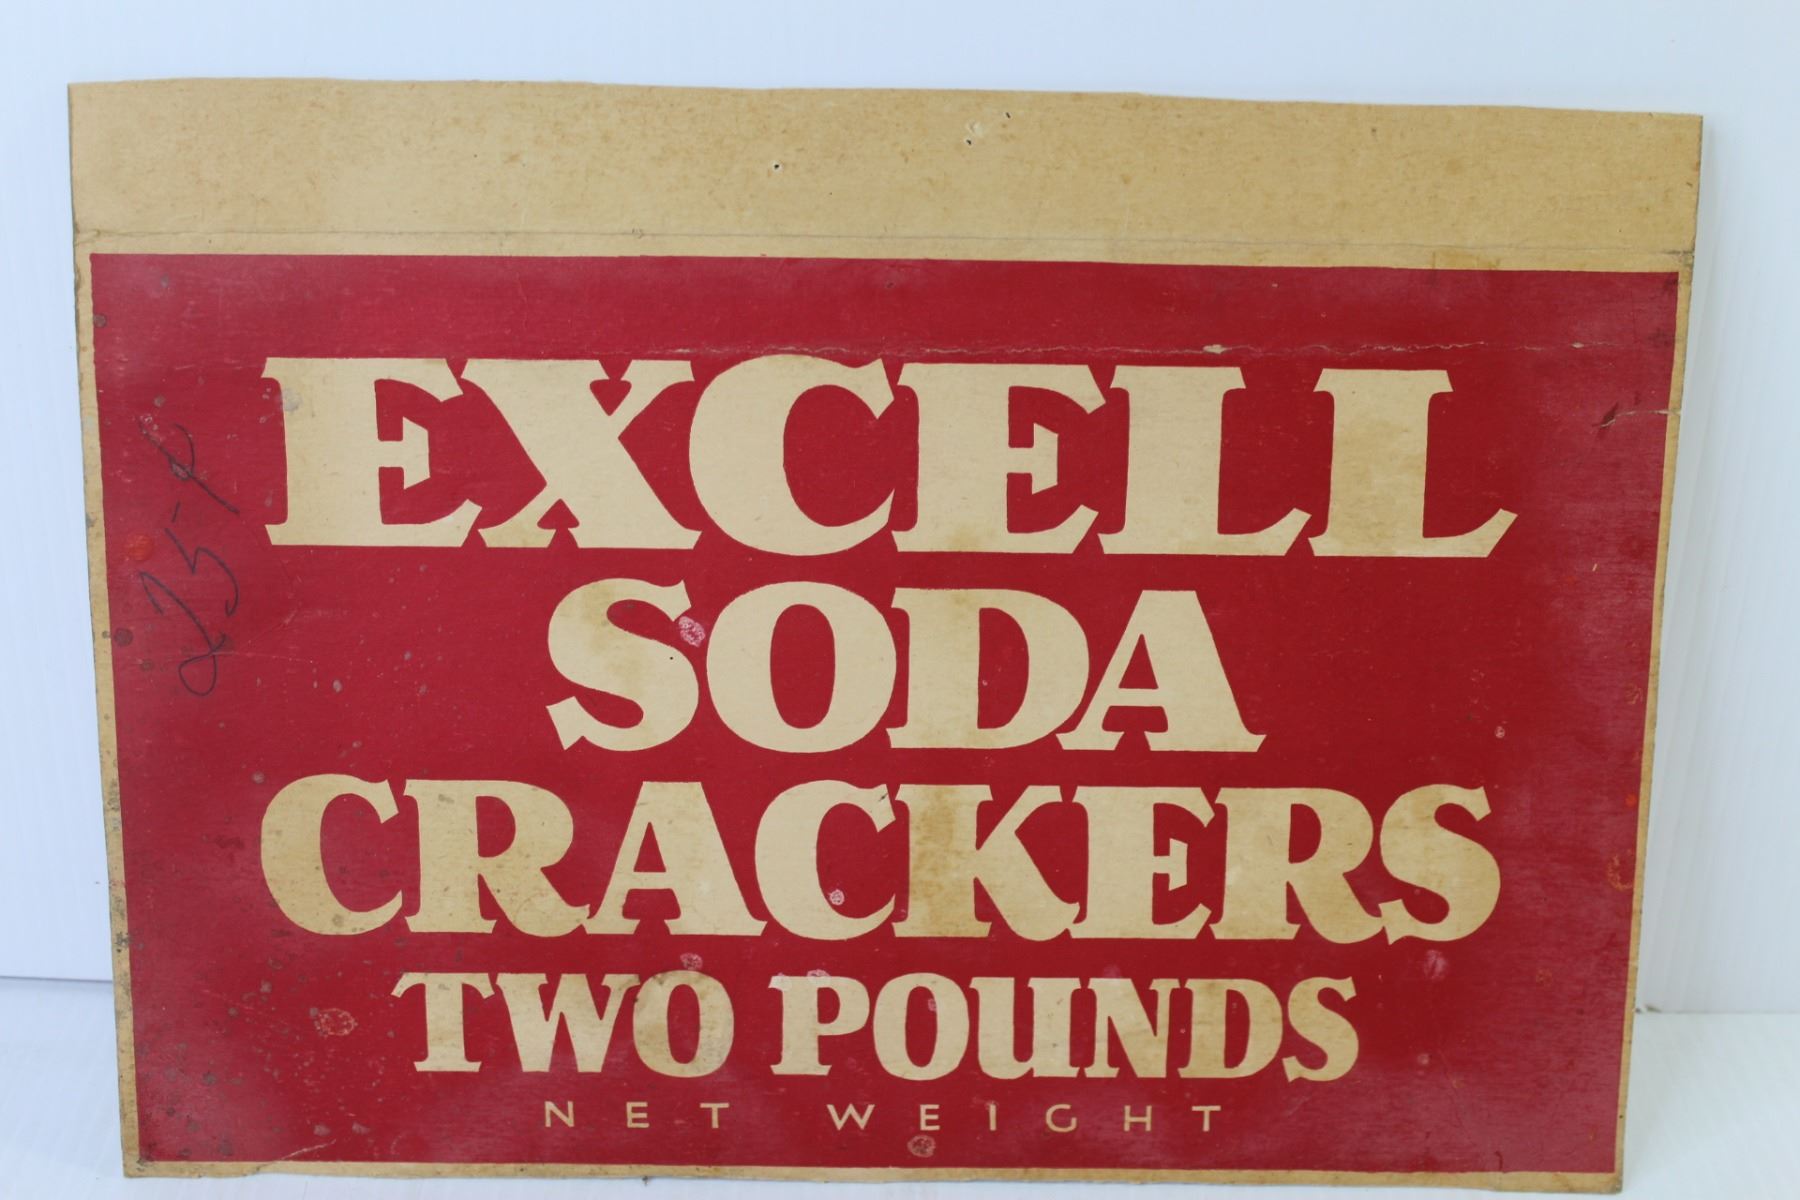 EXCELL
SODA
CRACKERS
TWO POUNDS
NET WEIGHT